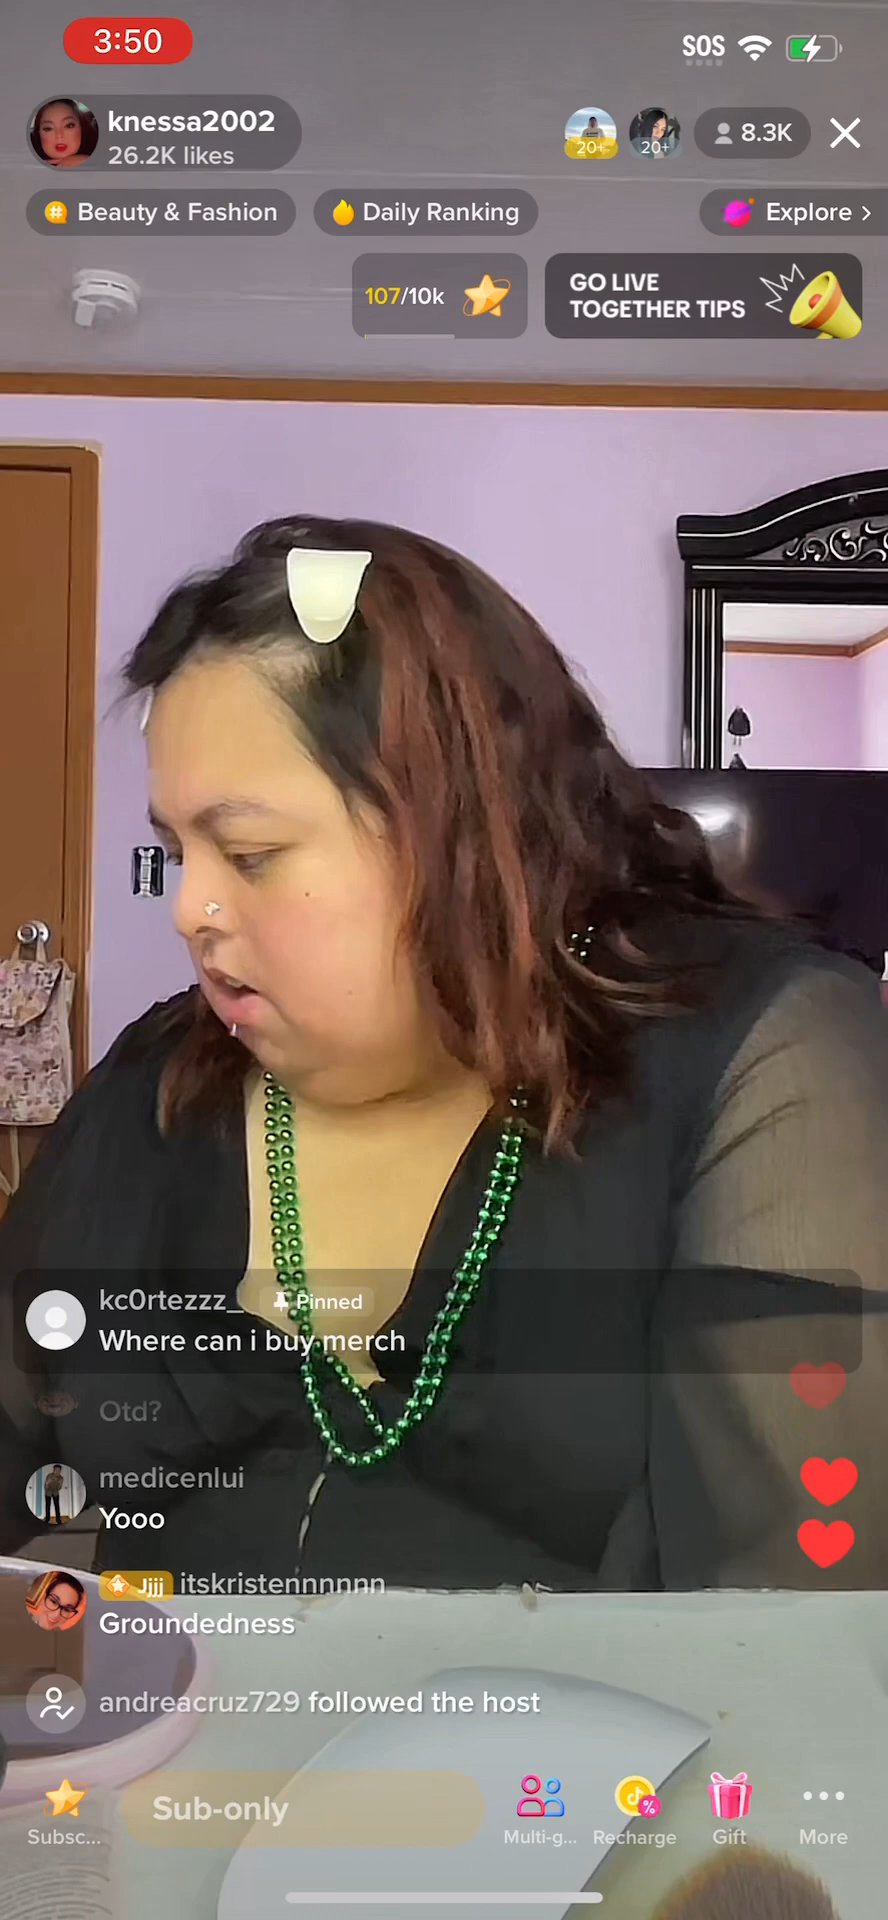 3:50
SOS
knessa2002
26.2K likes
20+
20+
8.3K
Beauty & Fashion
Daily Ranking
Explore >
107/10k
GO LIVE
TOGETHER TIPS
kc0rtezzz_ Pinned
Where can i buy merch
Otd?
medicenlui
Yooo
Jjjj itskristennnnnn
Groundedness
andreacruz729 followed the host
Sub-only
Subsc...
Multi-g...
Recharge
Gift
More